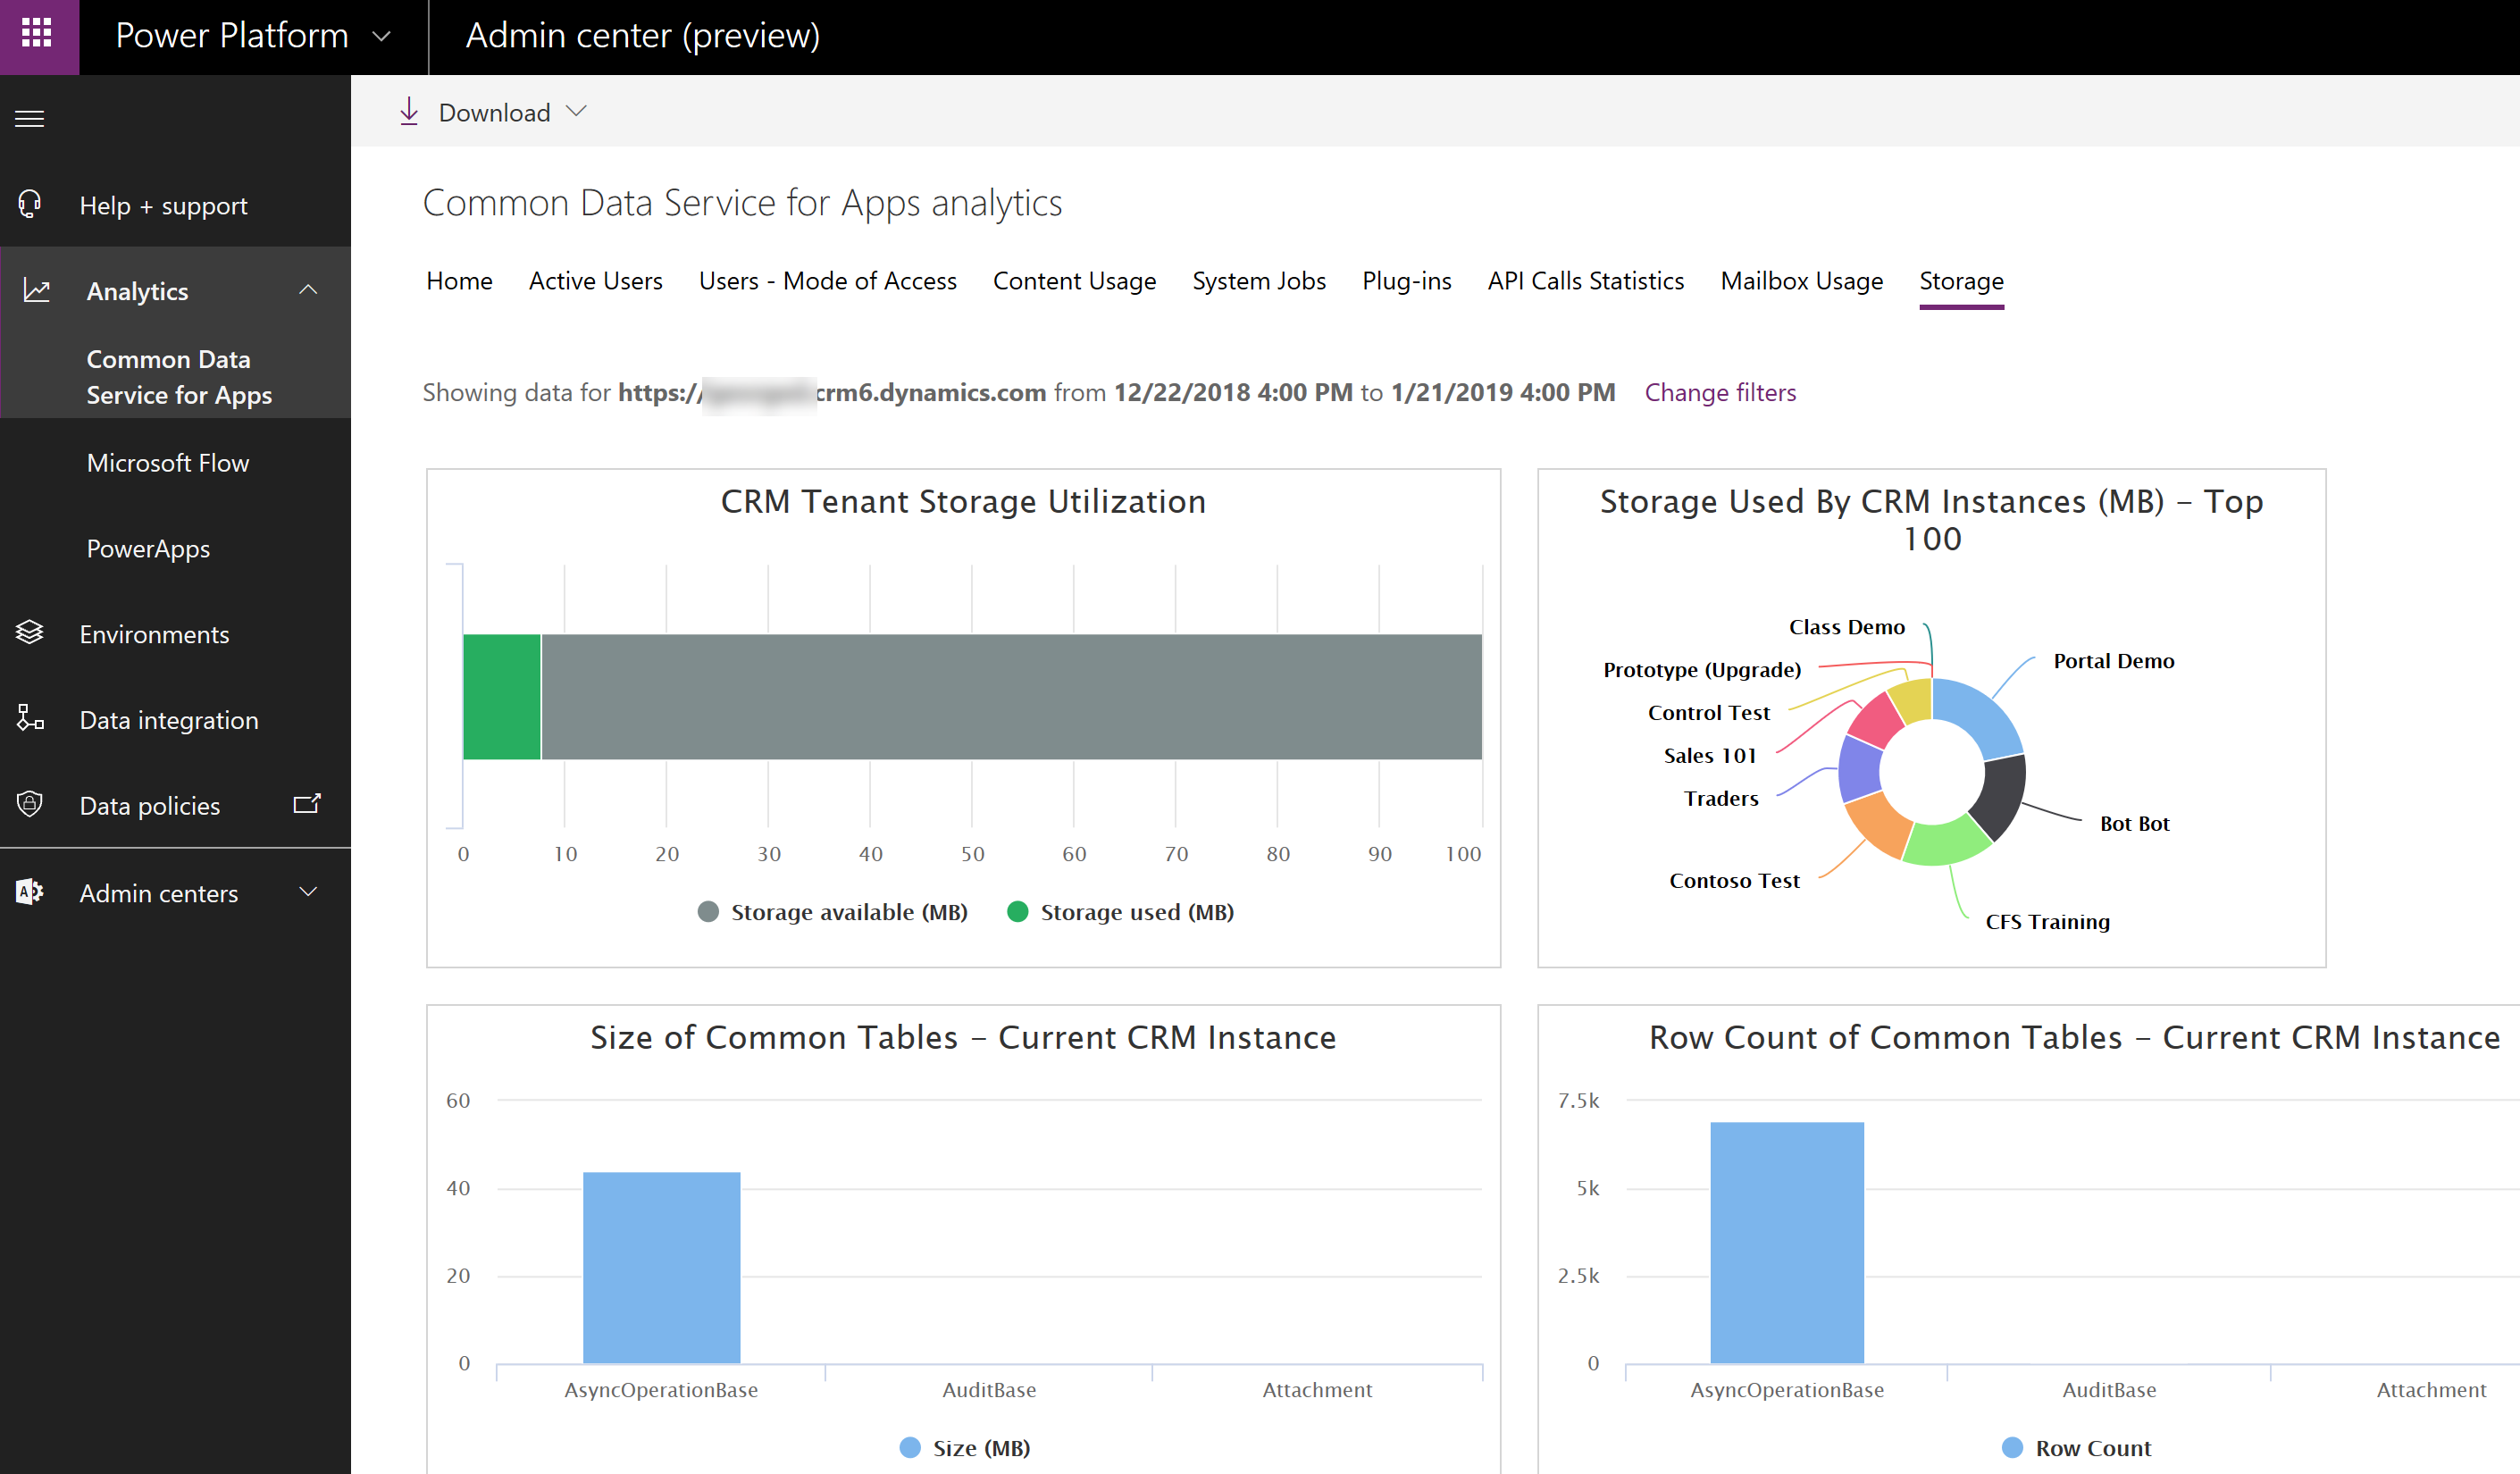 Power Platform
Admin center (preview)
Download
Help + support
Analytics
Common Data
Service for Apps
Microsoft Flow
PowerApps
Environments
Data integration
Data policies
Admin centers
Common Data Service for Apps analytics
Home Active Users Users - Mode of Access Content Usage System Jobs Plug-ins API Calls Statistics Mailbox Usage Storage
Showing data for https:// crm6.dynamics.com from 12/22/2018 4:00 PM to 1/21/2019 4:00 PM Change filters
CRM Tenant Storage Utilization
0 10 20 30 40 50 60 70 80 90 100
Storage available (MB) Storage used (MB)
Storage Used By CRM Instances (MB) – Top
100
Class Demo
Portal Demo
Prototype (Upgrade)
Control Test
Sales 101
Traders
Bot Bot
Contoso Test
CFS Training
Size of Common Tables – Current CRM Instance
60
40
20
0
AsyncOperationBase AuditBase Attachment
Size (MB)
Row Count of Common Tables – Current CRM Instance
7.5k
5k
2.5k
0
AsyncOperationBase AuditBase Attachment
Row Count